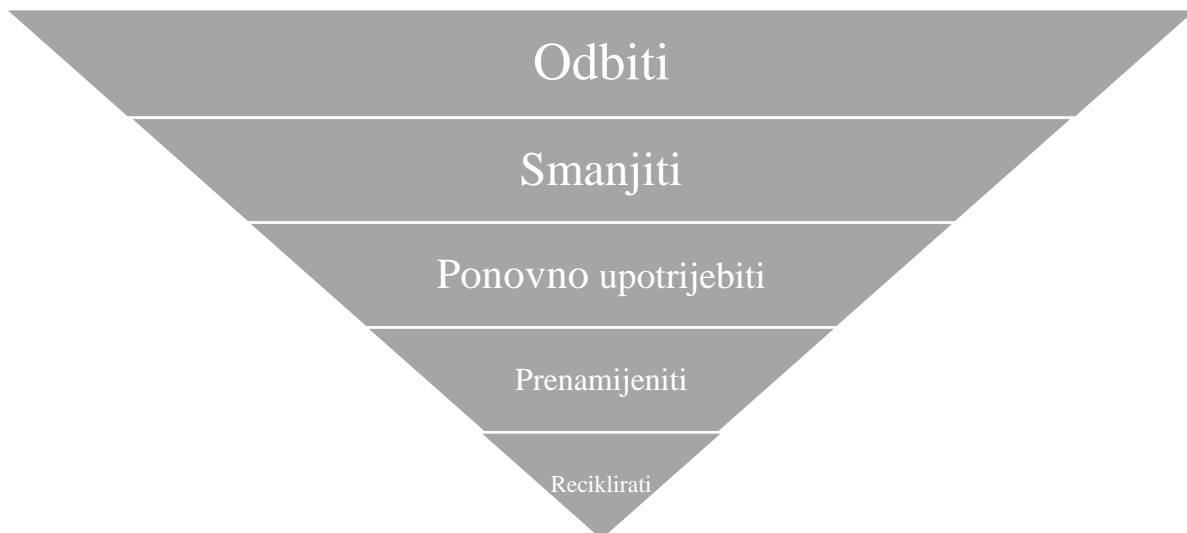 Odbiti
Smanjiti
Ponovno upotrijebiti
Prenamijeniti
Reciklirati